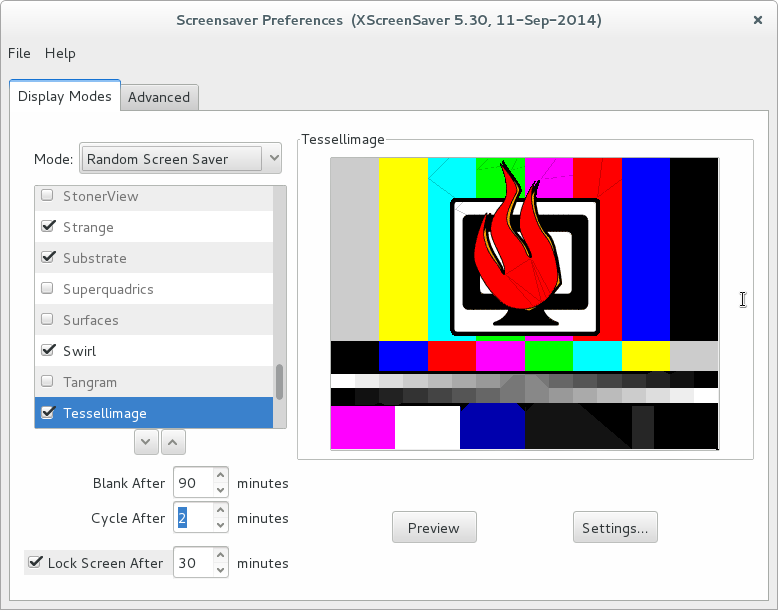 Screensaver Preferences  (XScreenSaver 5.30, 11-Sep-2014)
File Help
Display Modes Advanced
Mode: Random Screen Saver
Tessellimage
StonerView
Strange
Substrate
Superquadrics
Surfaces
Swirl
Tangram
Tessellimage
Blank After 90 minutes
Cycle After 2 minutes
Preview Settings...
Lock Screen After 30 minutes